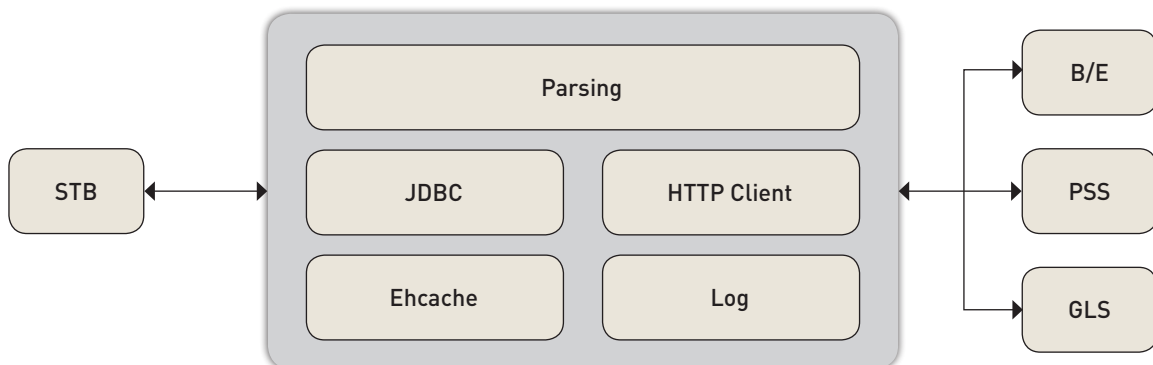 Parsing
B/E
STB
JDBC
HTTP Client
PSS
Ehcache
Log
GLS